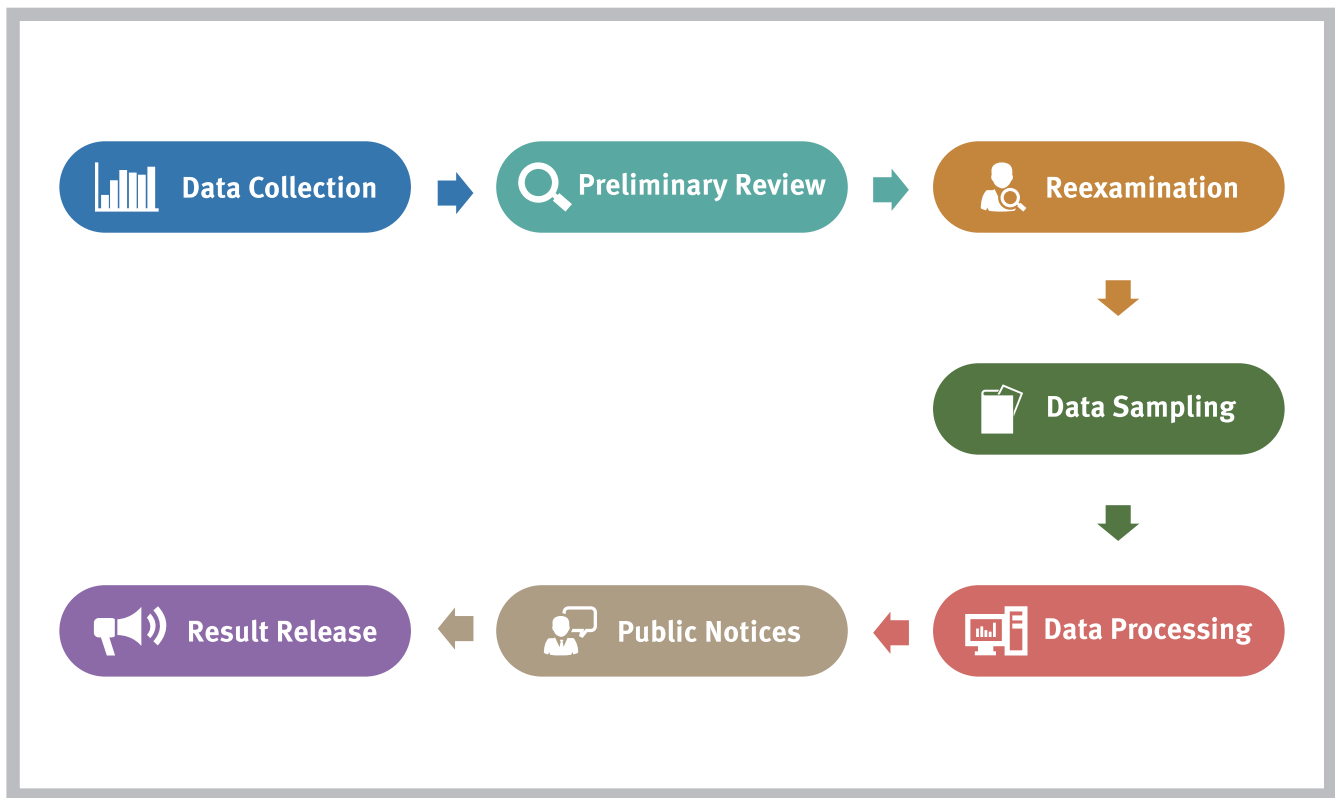 Data Collection
Preliminary Review
Reexamination
Data Sampling
Data Processing
Public Notices
Result Release